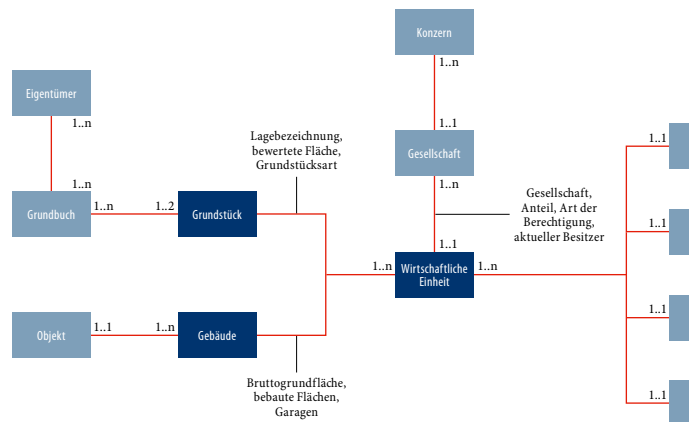 Konzern
1..n
Eigentümer
1..n
1..1
1..1
Lagebezeichnung,
bewertete Fläche,
Grundstücksart
Gesellschaft
1..n
1..n
Gesellschaft,
Anteil, Art der
Berechtigung,
aktueller Besitzer
Grundbuch
1..n
1..2
Grundstück
1..1
1..1
1..n
Wirtschaftliche
Einheit
1..n
1..1
Objekt
1..1
1..n
Gebäude
Bruttogrundfläche,
bebaute Flächen,
Garagen
1..1